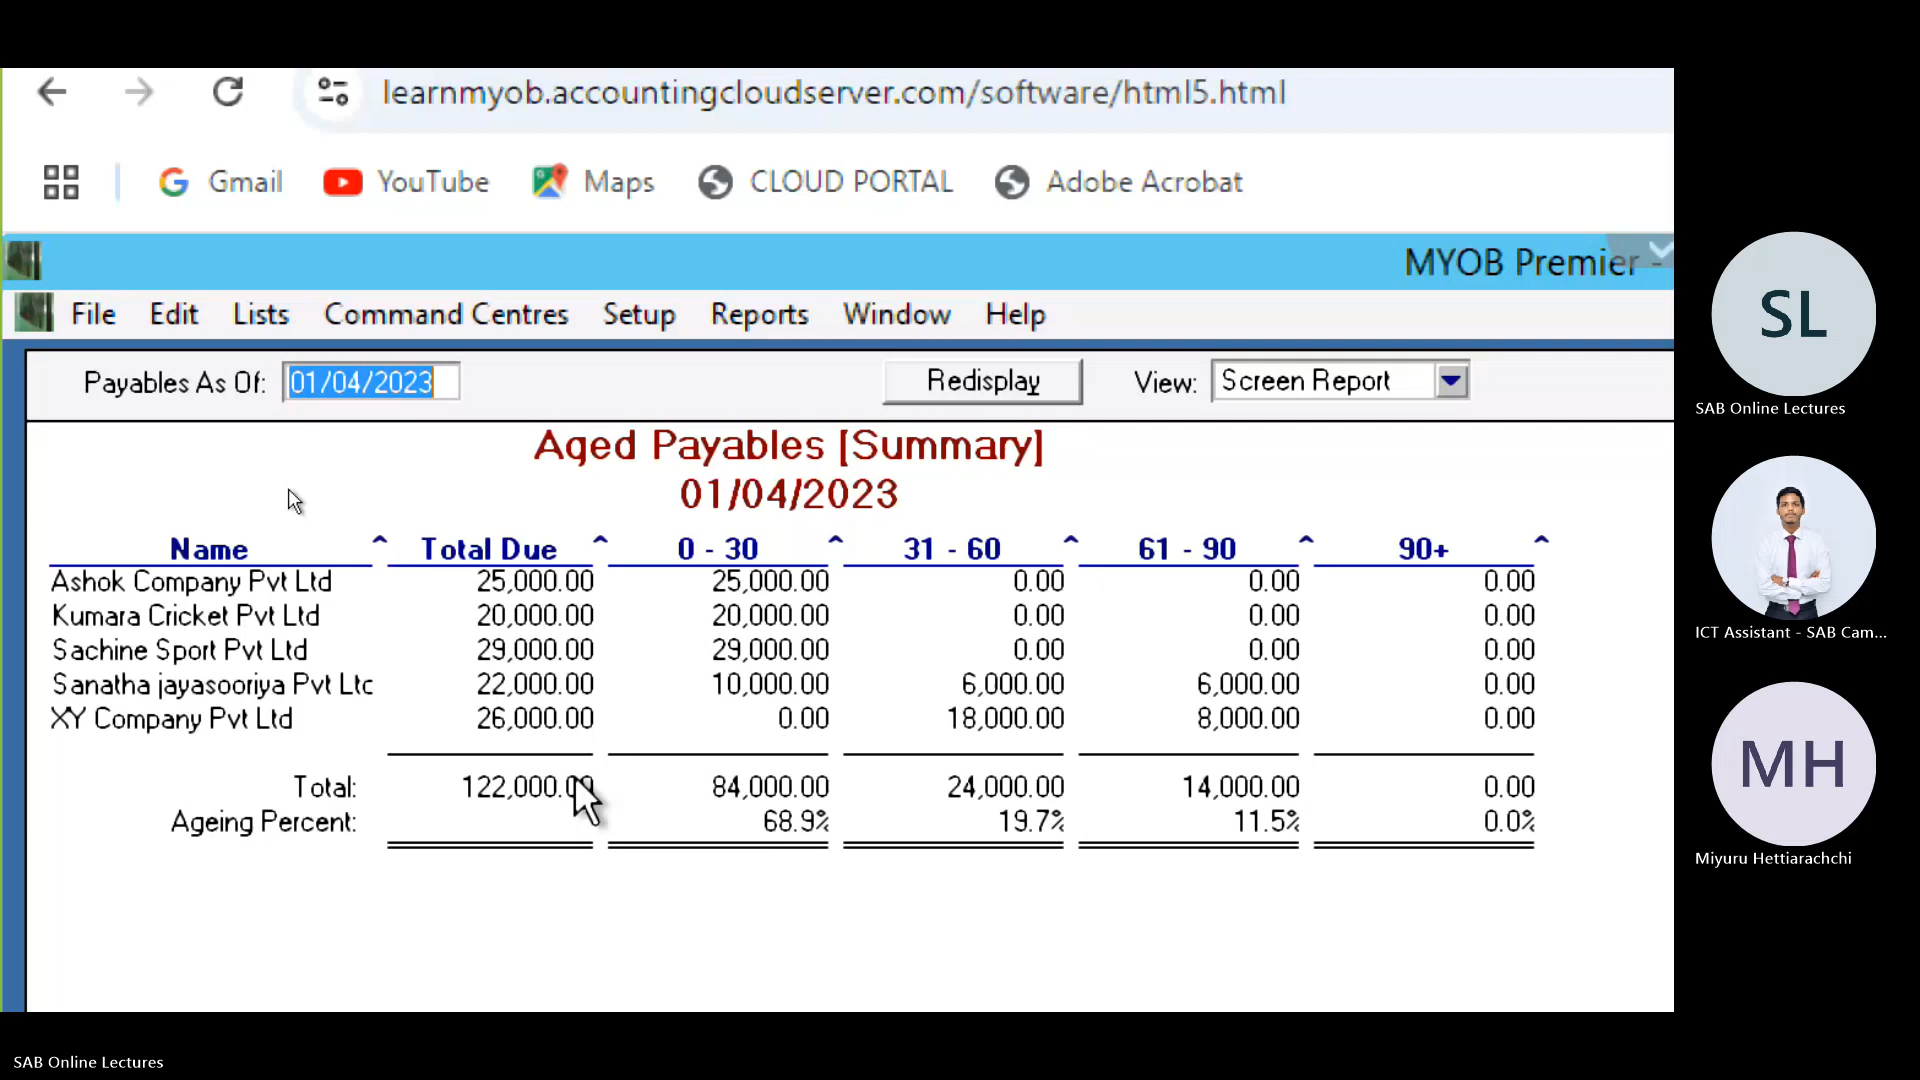 learnmyob.accountingcloudserver.com/software/html5.html
Gmail YouTube Maps CLOUD PORTAL Adobe Acrobat
MYOB Premier -
File Edit Lists Command Centres Setup Reports Window Help
Payables As Of: 01/04/2023 Redisplay View: Screen Report
Aged Payables [Summary]
01/04/2023
Name Total Due 0 - 30 31 - 60 61 - 90 90+
Ashok Company Pvt Ltd 25,000.00 25,000.00 0.00 0.00 0.00
Kumara Cricket Pvt Ltd 20,000.00 20,000.00 0.00 0.00 0.00
Sachine Sport Pvt Ltd 29,000.00 29,000.00 0.00 0.00 0.00
Sanatha jayasooriya Pvt Ltc 22,000.00 10,000.00 6,000.00 6,000.00 0.00
XY Company Pvt Ltd 26,000.00 0.00 18,000.00 8,000.00 0.00
Total: 122,000.00 84,000.00 24,000.00 14,000.00 0.00
Ageing Percent: 68.9% 19.7% 11.5% 0.0%
SL
SAB Online Lectures
ICT Assistant - SAB Cam...
MH
Miyuru Hettiarachchi
SAB Online Lectures